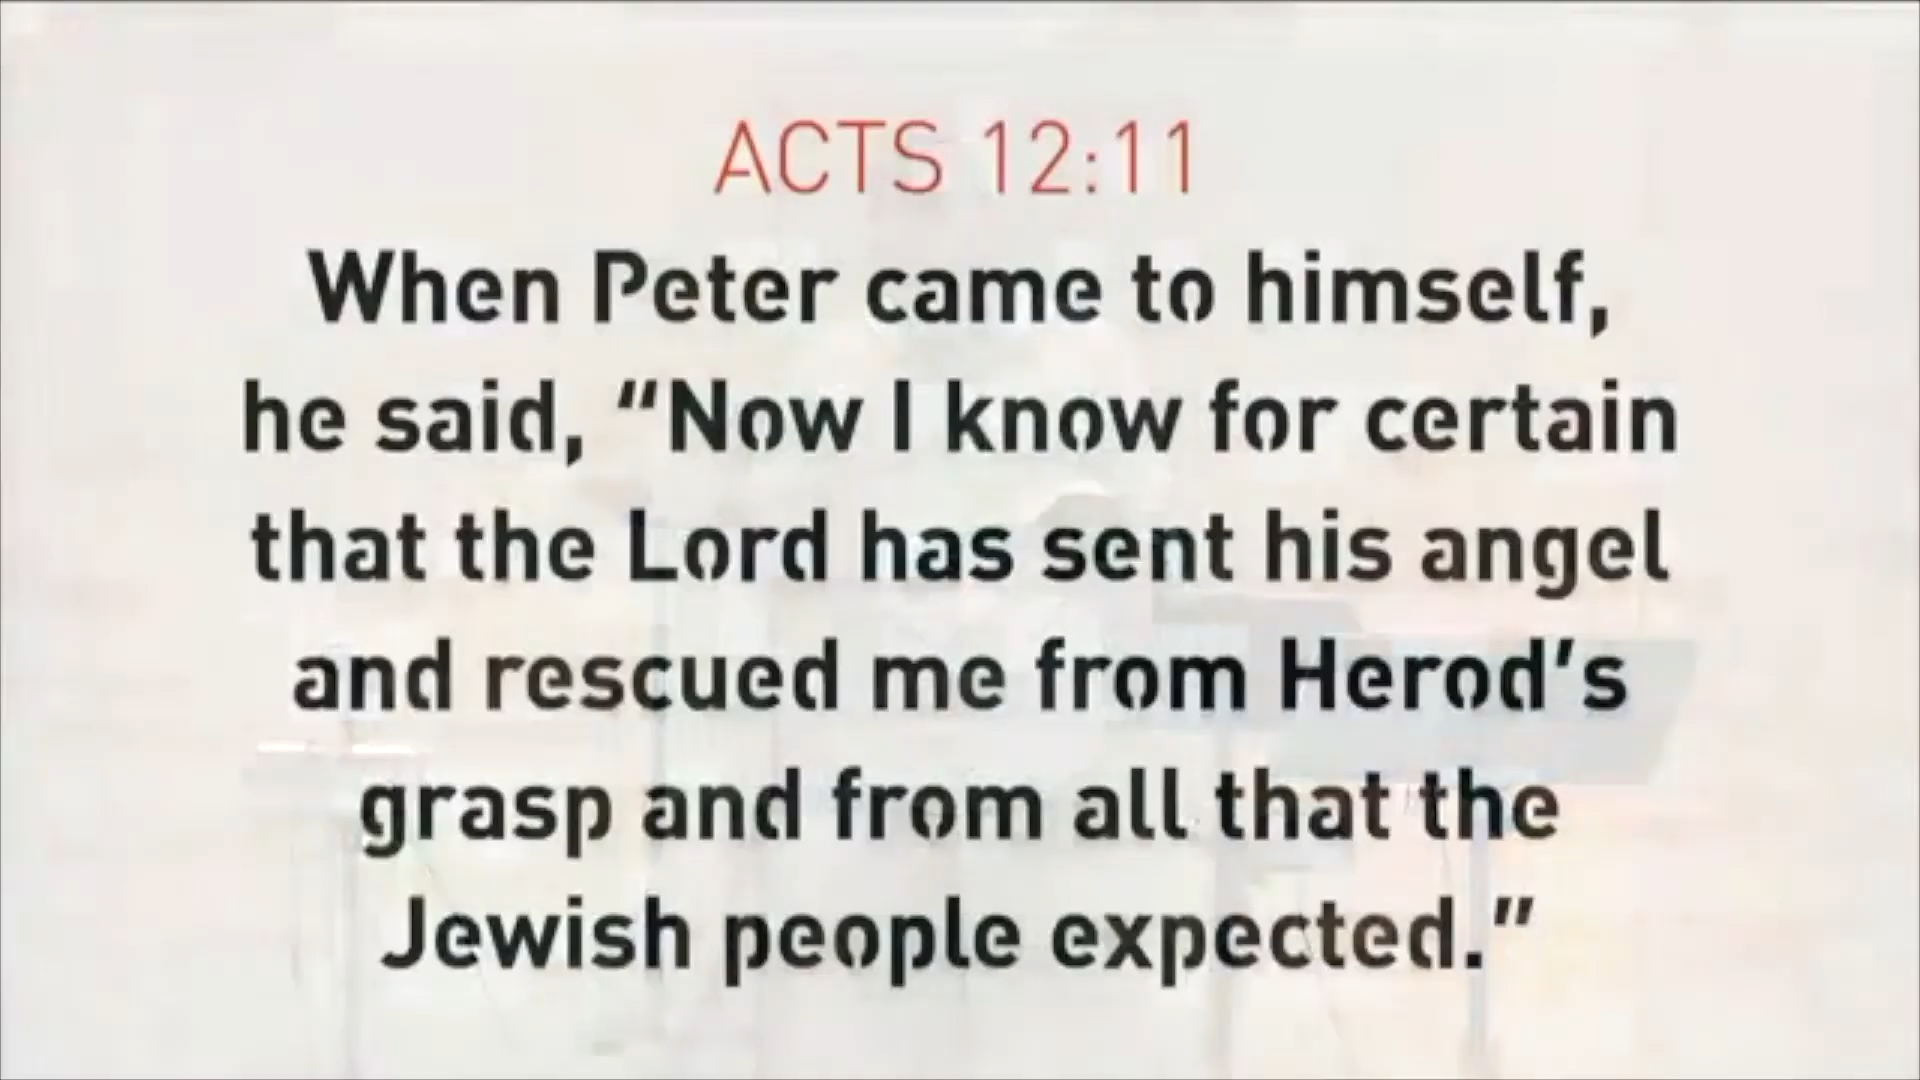 ACTS 12:11
When Peter came to himself,
he said, “Now I know for certain
that the Lord has sent his angel
and rescued me from Herod’s
grasp and from all that the
Jewish people expected.”